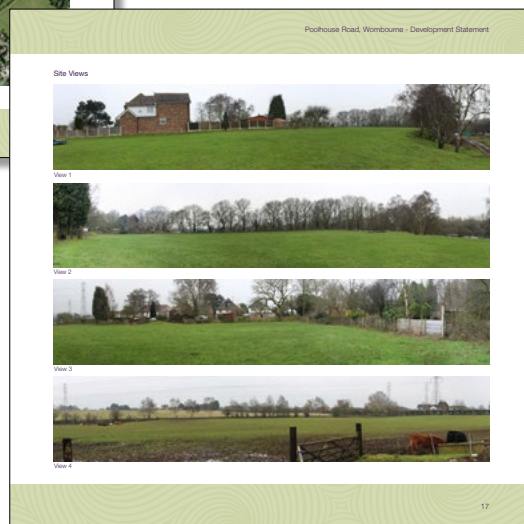 Poolhouse Road, Wombourne - Development Statement
Site Views
View 1
View 2
View 3
View 4
17